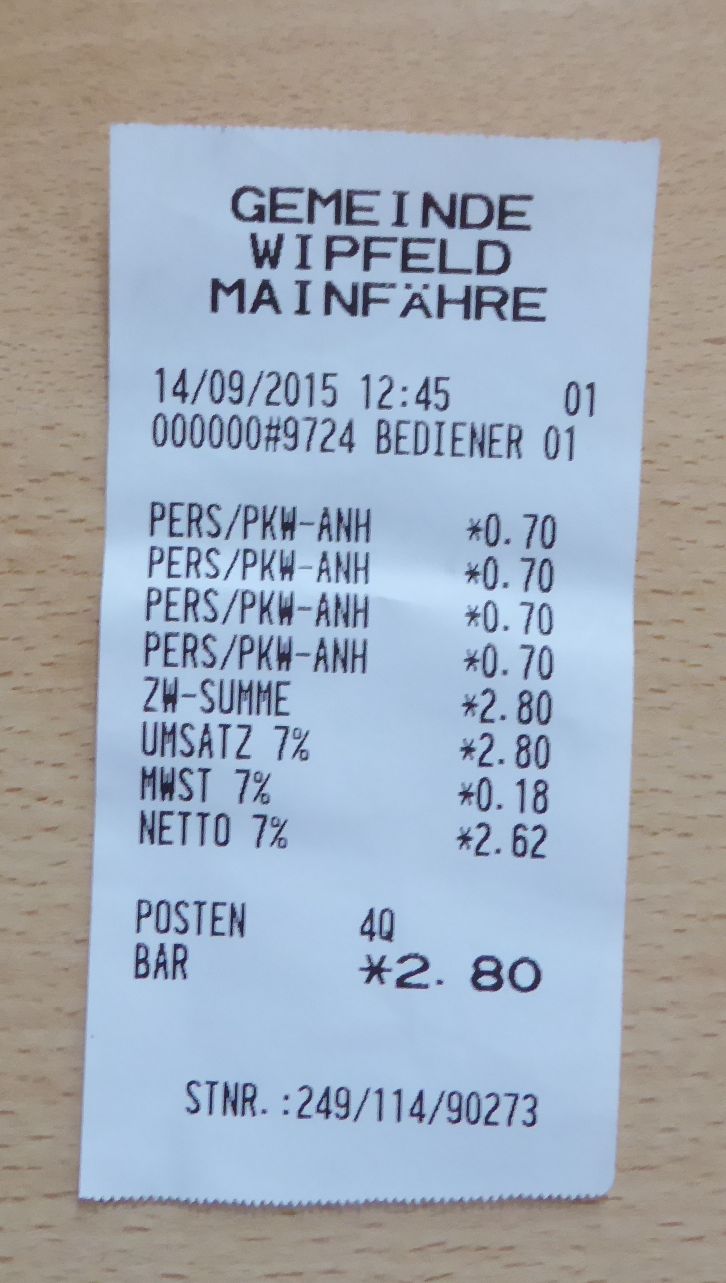 GEMEINDE
WIPFELD
MAINFÄHRE
14/09/2015 12:45 01
000000#9724 BEDIENER 01
PERS/PKW-ANH *0.70
PERS/PKW-ANH *0.70
PERS/PKW-ANH *0.70
PERS/PKW-ANH *0.70
ZW-SUMME *2.80
UMSATZ 7% *2.80
MWST 7% *0.18
NETTO 7% *2.62
POSTEN 4Q
BAR *2.80
STNR.:249/114/90273